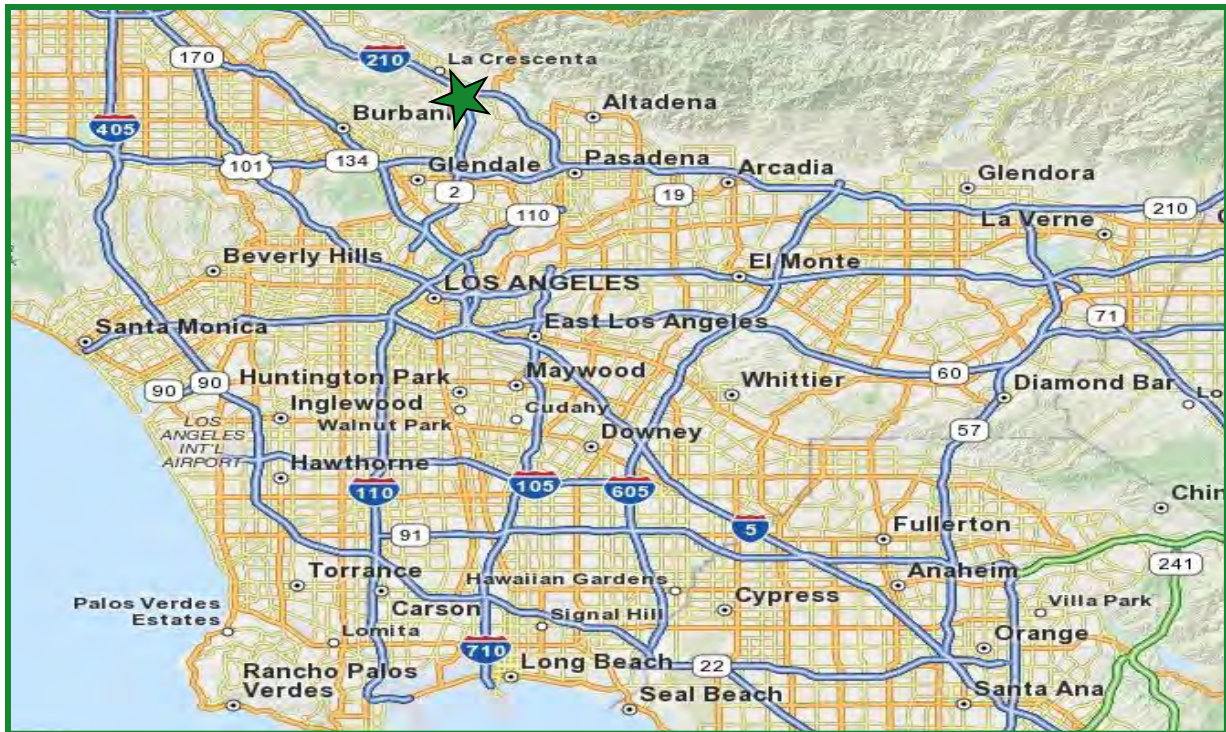 170
210
La Crescenta
Altadena
405
101
134
Glendale
Pasadena
Arcadia
Glendora
2
110
19
210
La Verne
Beverly Hills
El Monte
LOS ANGELES
Santa Monica
East Los Angeles
71
90
90
Huntington Park
Maywood
Whittier
60
Diamond Bar
Inglewood
Cudahy
Walnut Park
LOS
ANGELES
INT'L
AIRPORT
Downey
57
Hawthorne
110
105
605
91
5
Fullerton
Torrance
Hawaiian Gardens
Anaheim
241
Palos Verdes
Estates
Carson
Signal Hill
Cypress
Villa Park
Lomita
710
Orange
Rancho Palos
Verdes
Long Beach
22
Seal Beach
Santa Ana